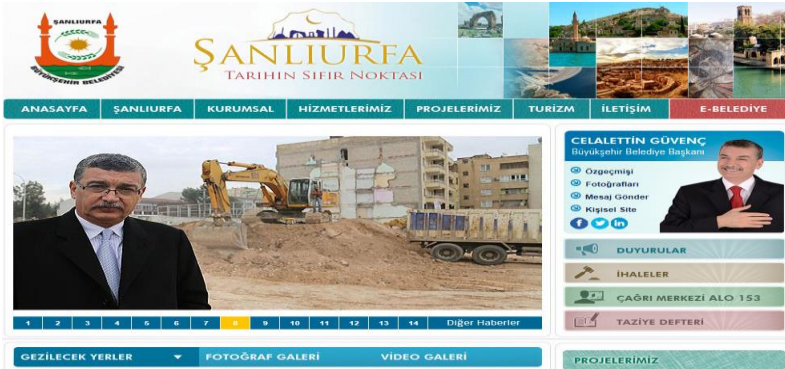 ŞANLIURFA
BÜYÜKŞEHİR BELEDİYESİ
ŞANLIURFA
TARIHIN SIFIR NOKTASI
ANASAYFA ŞANLIURFA KURUMSAL HİZMETLERİMİZ PROJELERİMİZ TURİZM İLETİŞİM E-BELEDİYE
CELALETTİN GÜVENÇ
Büyükşehir Belediye Başkanı
Özgeçmişi
Fotoğrafları
Mesaj Gönder
Kişisel Site
DUYURULAR
İHALELER
ÇAĞRI MERKEZİ ALO 153
TAZİYE DEFTERİ
1 2 3 4 5 6 7 8 9 10 11 12 13 14 Diğer Haberler
GEZİLECEK YERLER FOTOĞRAF GALERİ VİDEO GALERİ
PROJELERİMİZ